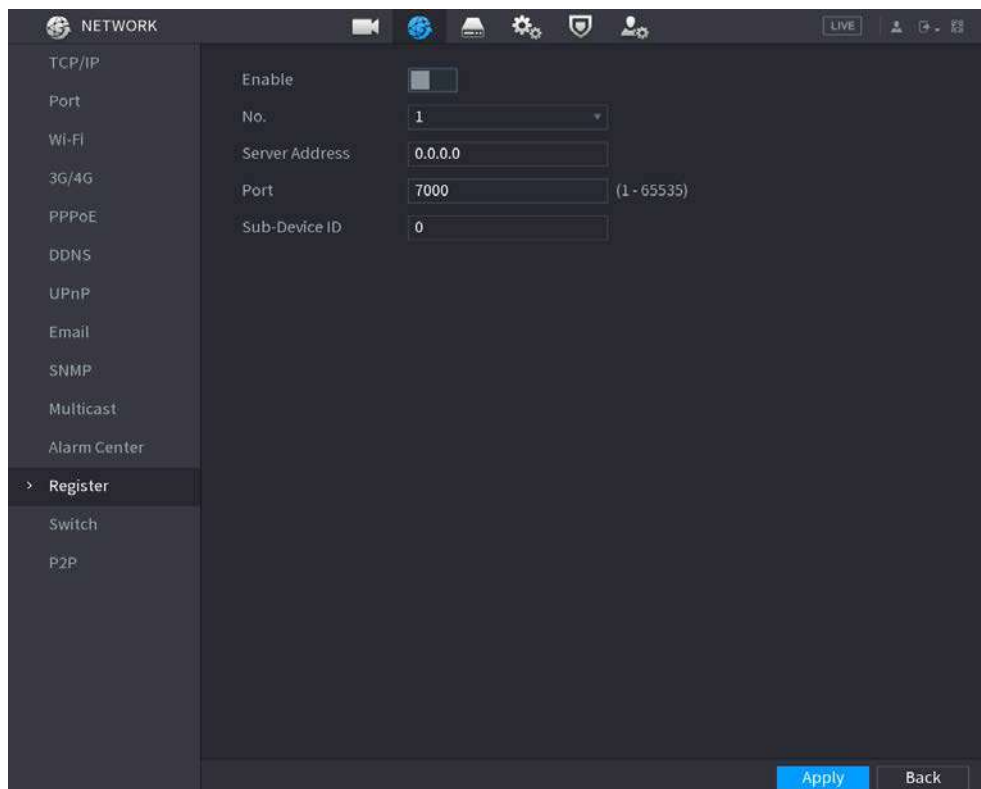 NETWORK
LIVE
TCP/IP
Port
Wi-Fi
3G/4G
PPPoE
DDNS
UPnP
Email
SNMP
Multicast
Alarm Center
> Register
Switch
P2P
Enable
No. 1
Server Address 0.0.0.0
Port 7000 (1 - 65535)
Sub-Device ID 0
Apply Back